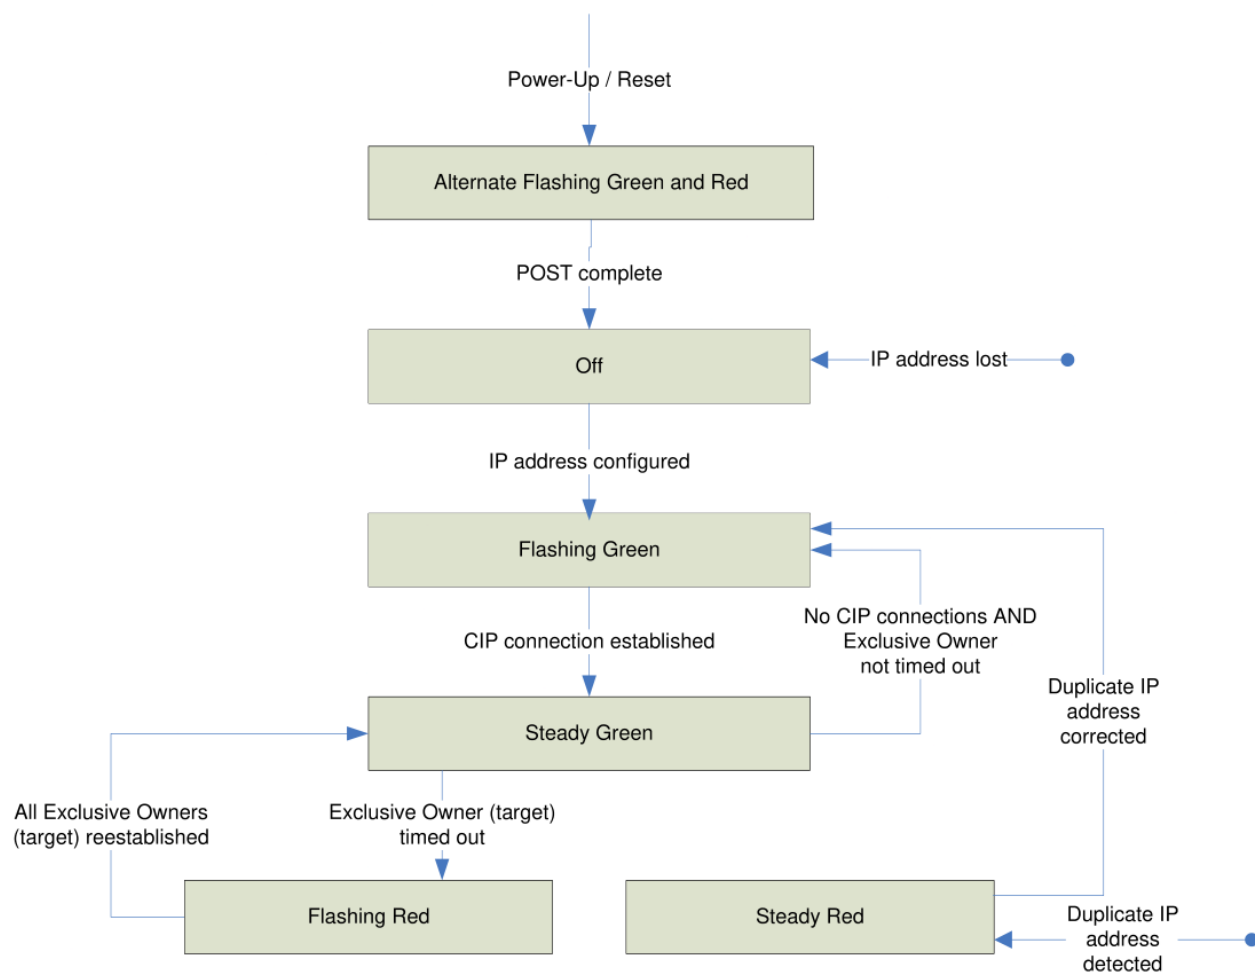 Power-Up / Reset
Alternate Flashing Green and Red
POST complete
Off
IP address lost
IP address configured
Flashing Green
No CIP connections AND
Exclusive Owner
not timed out
CIP connection established
Duplicate IP
address
corrected
Steady Green
All Exclusive Owners
(target) reestablished
Exclusive Owner (target)
timed out
Flashing Red
Steady Red
Duplicate IP
address
detected